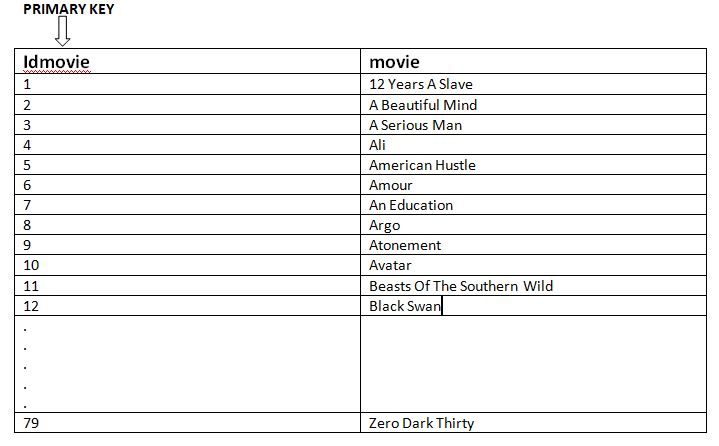 PRIMARY KEY
Idmovie movie
1 12 Years A Slave
2 A Beautiful Mind
3 A Serious Man
4 Ali
5 American Hustle
6 Amour
7 An Education
8 Argo
9 Atonement
10 Avatar
11 Beasts Of The Southern Wild
12 Black Swan
.
.
.
.
.
79 Zero Dark Thirty